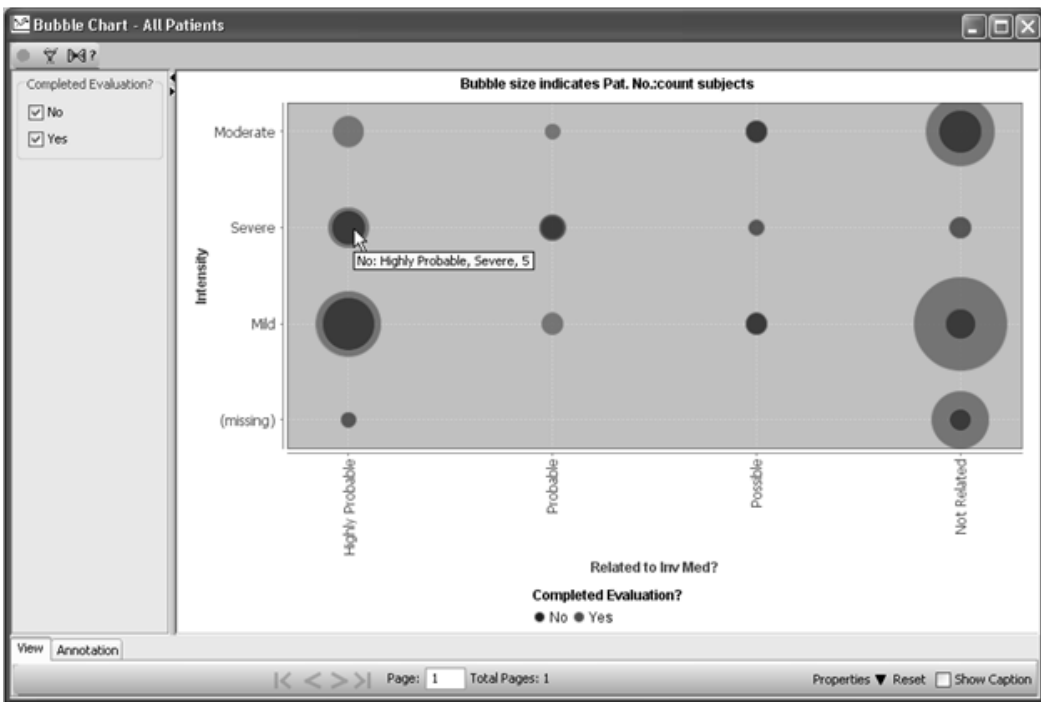 Bubble Chart - All Patients
?
Completed Evaluation?
No
Yes
Bubble size indicates Pat. No.:count subjects
Intensity
Moderate
Severe
No: Highly Probable, Severe, 5
Mild
(missing)
Highly Probable
Probable
Possible
Not Related
Related to Inv Med?
Completed Evaluation?
No Yes
View Annotation
Page: 1 Total Pages: 1 Properties ▼ Reset Show Caption